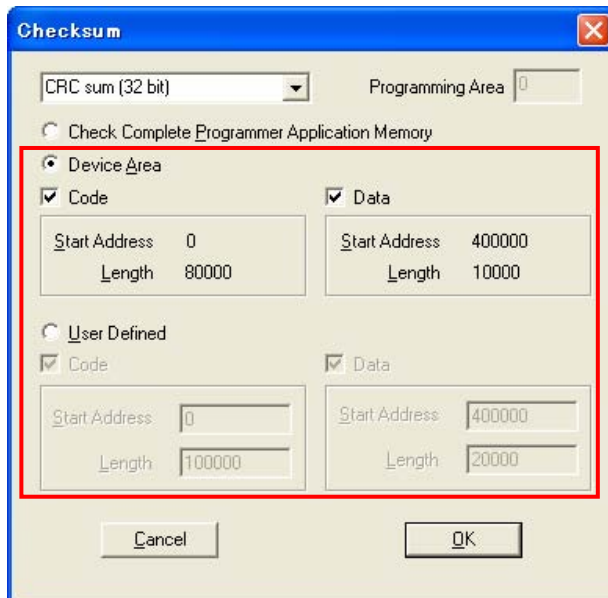 Checksum
CRC sum (32 bit) Programming Area 0
Check Complete Programmer Application Memory
Device Area
Code Data
Start Address 0 Start Address 400000
Length 80000 Length 10000
User Defined
Code Data
Start Address 0 Start Address 400000
Length 100000 Length 20000
Cancel OK